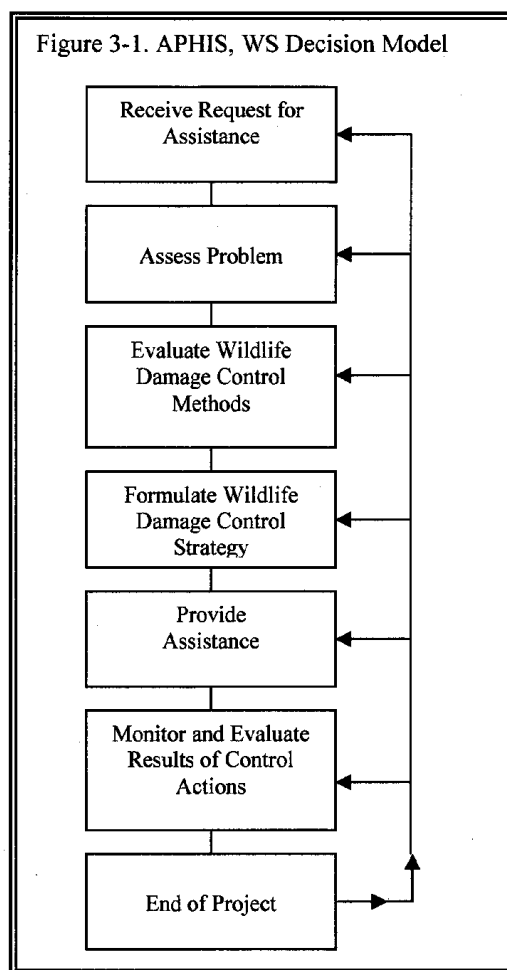 Figure 3-1. APHIS, WS Decision Model
Receive Request for
Assistance
Assess Problem
Evaluate Wildlife
Damage Control
Methods
Formulate Wildlife
Damage Control
Strategy
Provide
Assistance
Monitor and Evaluate
Results of Control
Actions
End of Project